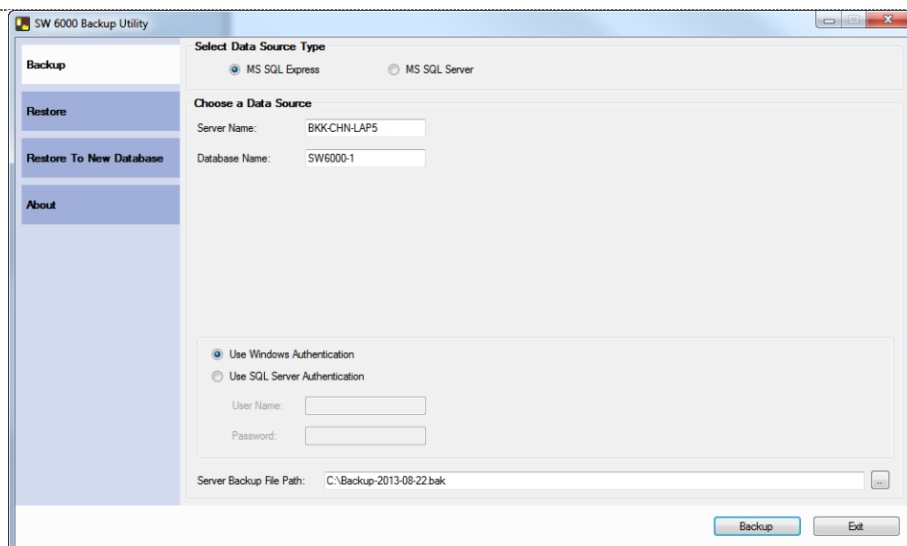 SW 6000 Backup Utility
Backup
Restore
Restore To New Database
About
Select Data Source Type
MS SQL Express MS SQL Server
Choose a Data Source
Server Name: BKK-CHN-LAP5
Database Name: SW6000-1
Use Windows Authentication
Use SQL Server Authentication
User Name:
Password:
Server Backup File Path: C:\Backup-2013-08-22.bak ...
Backup Exit